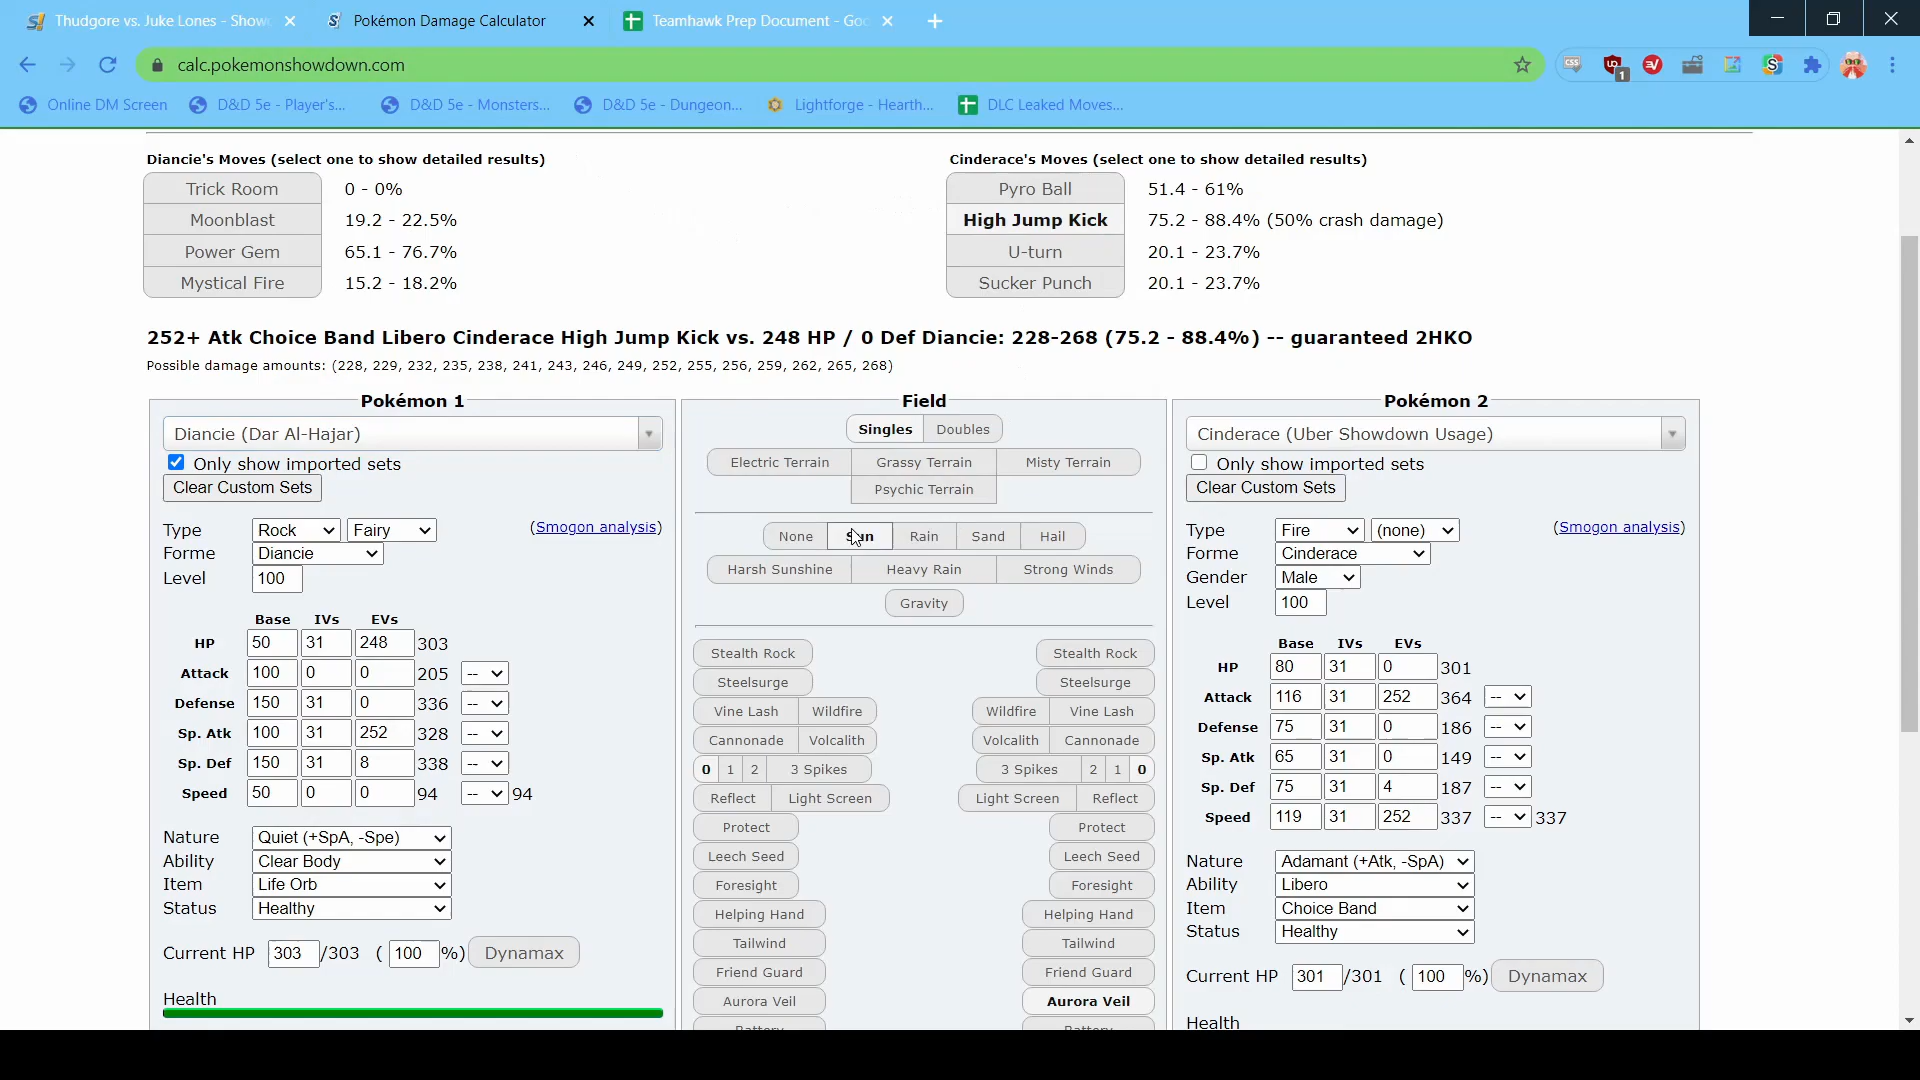 Thudgore vs. Juke Lones - Show
Pokémon Damage Calculator
Teamhawk Prep Document - Goo
calc.pokemonshowdown.com
Online DM Screen
D&D 5e - Player's...
D&D 5e - Monsters...
D&D 5e - Dungeon...
Lightforge - Hearth...
DLC Leaked Moves...
Diancie's Moves (select one to show detailed results)
Trick Room 0 - 0%
Moonblast 19.2 - 22.5%
Power Gem 65.1 - 76.7%
Mystical Fire 15.2 - 18.2%
Cinderace's Moves (select one to show detailed results)
Pyro Ball 51.4 - 61%
High Jump Kick 75.2 - 88.4% (50% crash damage)
U-turn 20.1 - 23.7%
Sucker Punch 20.1 - 23.7%
252+ Atk Choice Band Libero Cinderace High Jump Kick vs. 248 HP / 0 Def Diancie: 228-268 (75.2 - 88.4%) -- guaranteed 2HKO
Possible damage amounts: (228, 229, 232, 235, 238, 241, 243, 246, 249, 252, 255, 256, 259, 262, 265, 268)
Pokémon 1
Diancie (Dar Al-Hajar)
Only show imported sets
Clear Custom Sets
Type Rock Fairy (Smogon analysis)
Forme Diancie
Level 100
Base IVs EVs
HP 50 31 248 303
Attack 100 0 0 205 --
Defense 150 31 0 336 --
Sp. Atk 100 31 252 328 --
Sp. Def 150 31 8 338 --
Speed 50 0 0 94 -- 94
Nature Quiet (+SpA, -Spe)
Ability Clear Body
Item Life Orb
Status Healthy
Current HP 303 /303 ( 100 %) Dynamax
Health
Field
Singles Doubles
Electric Terrain Grassy Terrain Misty Terrain
Psychic Terrain
None Sun Rain Sand Hail
Harsh Sunshine Heavy Rain Strong Winds
Gravity
Stealth Rock Stealth Rock
Steelsurge Steelsurge
Vine Lash Wildfire Wildfire Vine Lash
Cannonade Volcalith Volcalith Cannonade
0 1 2 3 Spikes 3 Spikes 2 1 0
Reflect Light Screen Light Screen Reflect
Protect Protect
Leech Seed Leech Seed
Foresight Foresight
Helping Hand Helping Hand
Tailwind Tailwind
Friend Guard Friend Guard
Aurora Veil Aurora Veil
Battery Battery
Pokémon 2
Cinderace (Uber Showdown Usage)
Only show imported sets
Clear Custom Sets
Type Fire (none) (Smogon analysis)
Forme Cinderace
Gender Male
Level 100
Base IVs EVs
HP 80 31 0 301
Attack 116 31 252 364 --
Defense 75 31 0 186 --
Sp. Atk 65 31 0 149 --
Sp. Def 75 31 4 187 --
Speed 119 31 252 337 -- 337
Nature Adamant (+Atk, -SpA)
Ability Libero
Item Choice Band
Status Healthy
Current HP 301 /301 ( 100 %) Dynamax
Health